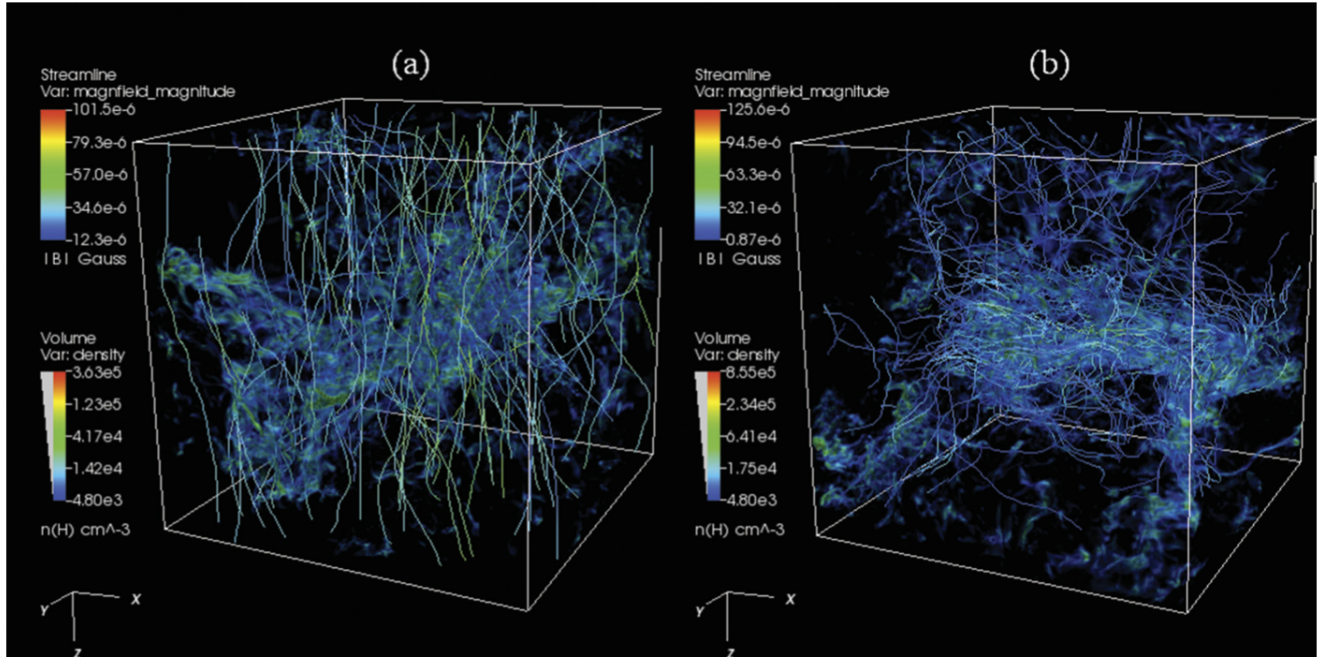 (a)
Streamline
Var: magnfield_magnitude
101.5e-6
79.3e-6
57.0e-6
34.6e-6
12.3e-6
|B| Gauss
Volume
Var: density
3.63e5
1.23e5
4.17e4
1.42e4
4.80e3
n(H) cm^-3
Y
X
Z
(b)
Streamline
Var: magnfield_magnitude
125.6e-6
94.5e-6
63.3e-6
32.1e-6
0.87e-6
|B| Gauss
Volume
Var: density
8.55e5
2.34e5
6.41e4
1.75e4
4.80e3
n(H) cm^-3
Y
X
Z